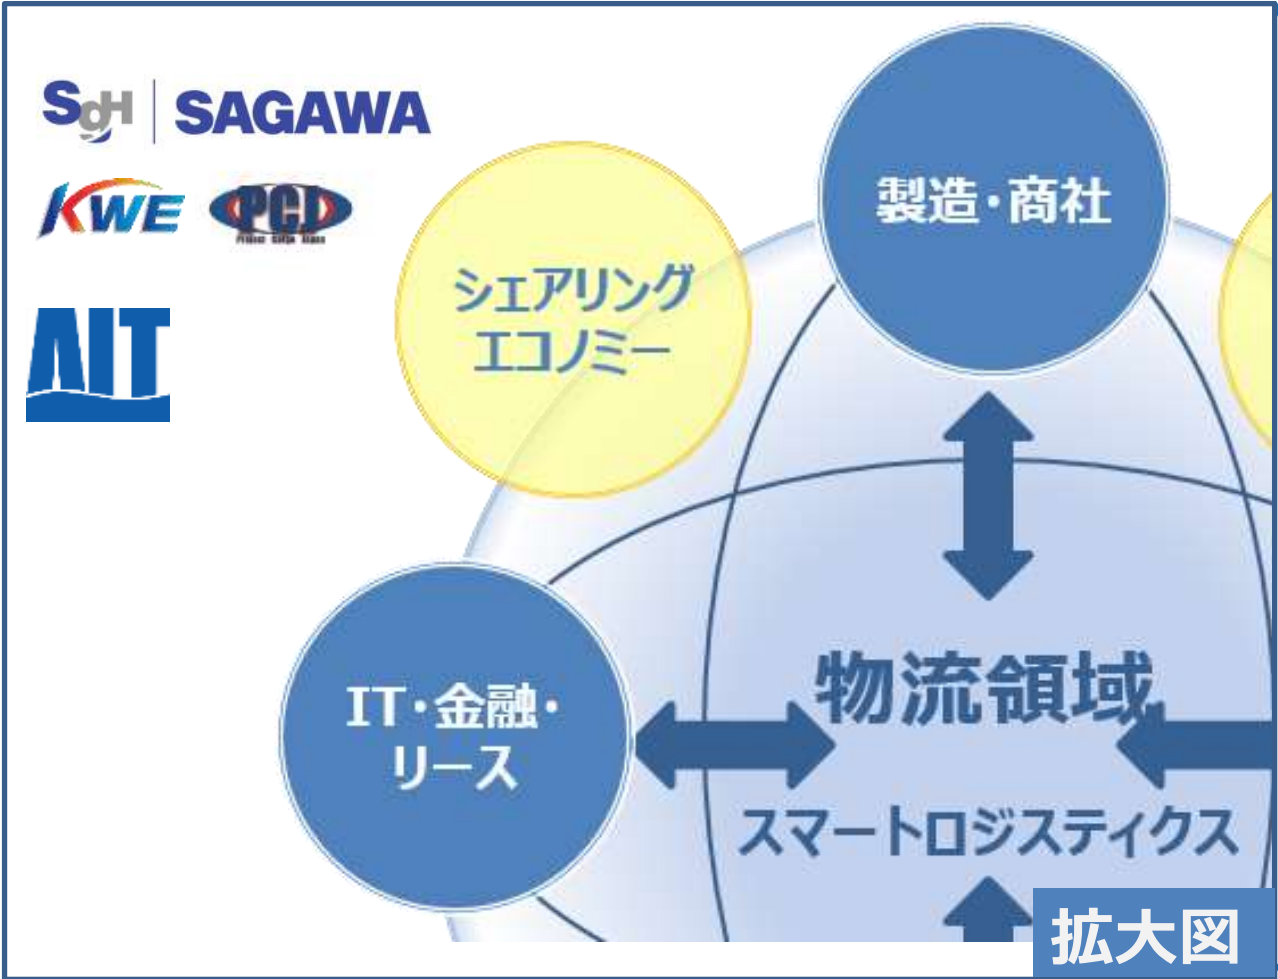 SgH SAGAWA
KWE PCI
AIT
製造・商社
シェアリング
エコノミー
物流領域
IT・金融・
リース
スマートロジスティクス
拡大図